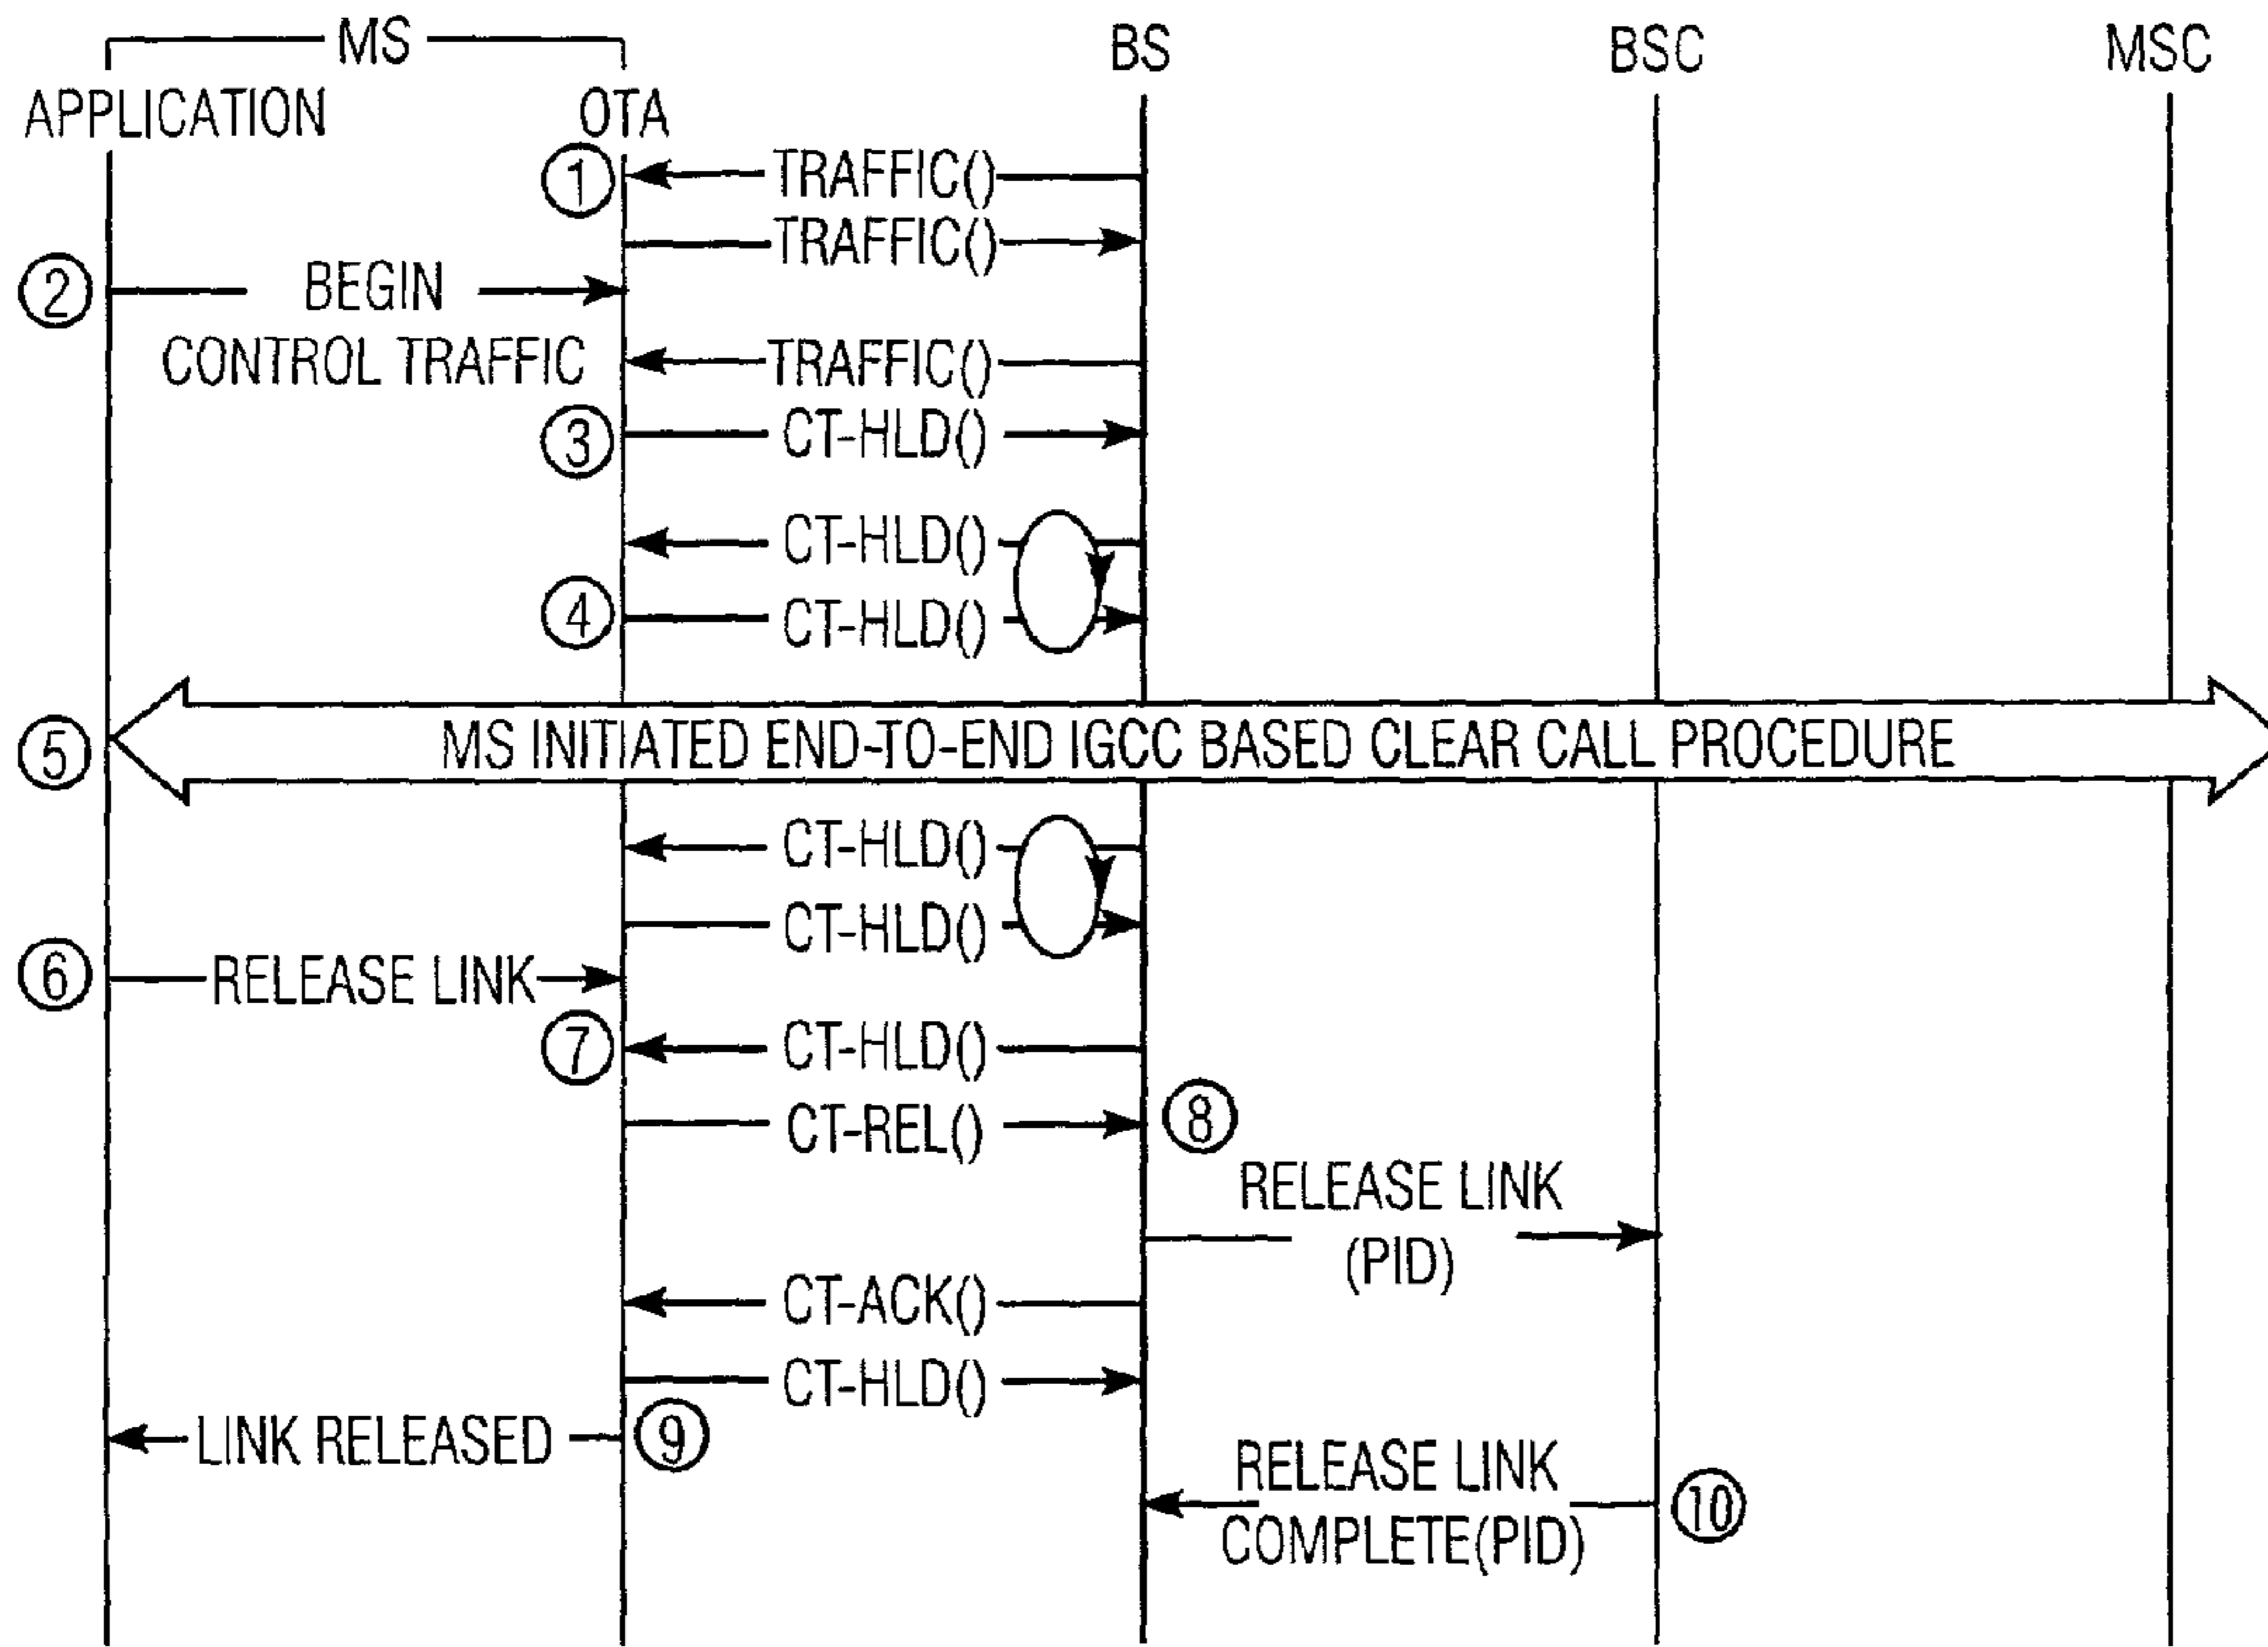 MS
BS
BSC
MSC
APPLICATION
OTA
① TRAFFIC()
TRAFFIC()
② BEGIN
CONTROL TRAFFIC
TRAFFIC()
③ CT-HLD()
CT-HLD()
④ CT-HLD()
⑤ MS INITIATED END-TO-END IGCC BASED CLEAR CALL PROCEDURE
CT-HLD()
CT-HLD()
⑥ RELEASE LINK
⑦ CT-HLD()
CT-REL() ⑧
RELEASE LINK
(PID)
CT-ACK()
CT-HLD()
LINK RELEASED ⑨
RELEASE LINK
COMPLETE(PID) ⑩